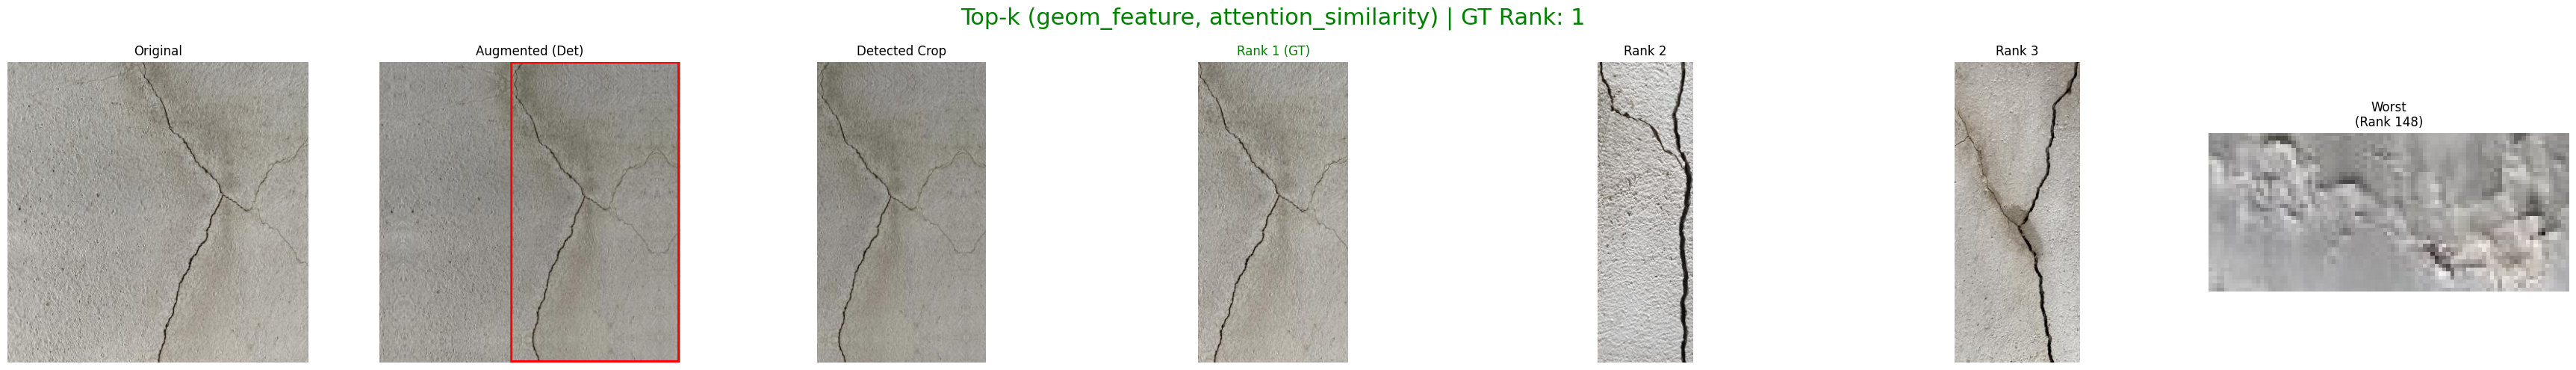 Top-k (geom_feature, attention_similarity) | GT Rank: 1
Original
Augmented (Det)
Detected Crop
Rank 1 (GT)
Rank 2
Rank 3
Worst
(Rank 148)